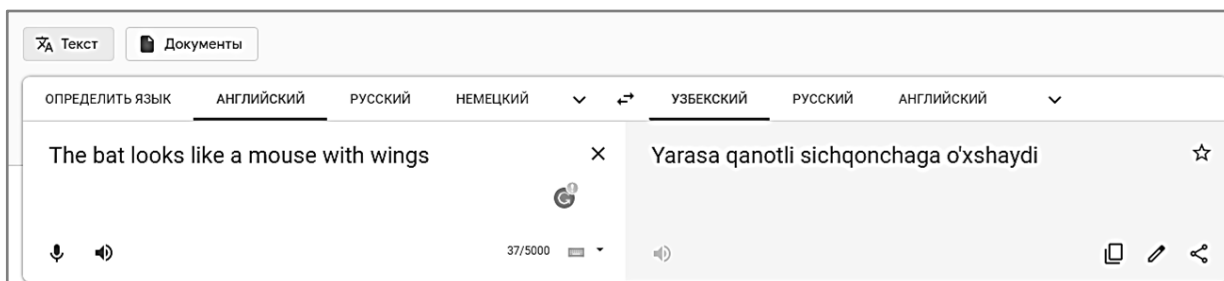 Текст Документы
ОПРЕДЕЛИТЬ ЯЗЫК АНГЛИЙСКИЙ РУССКИЙ НЕМЕЦКИЙ УЗБЕКСКИЙ РУССКИЙ АНГЛИЙСКИЙ
The bat looks like a mouse with wings
Yarasa qanotli sichqonchaga o'xshaydi
37/5000